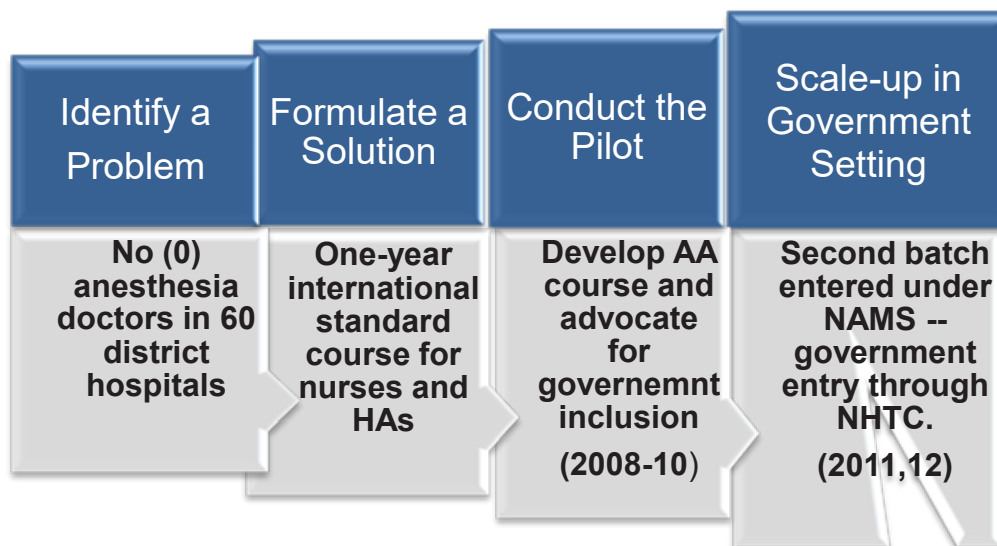 Identify a
Problem
No (0)
anesthesia
doctors in 60
district
hospitals
Formulate a
Solution
One-year
international
standard
course for
nurses and
HAs
Conduct the
Pilot
Develop AA
course and
advocate
for
governemnt
inclusion
(2008-10)
Scale-up in
Government
Setting
Second batch
entered under
NAMS --
government
entry through
NHTC.
(2011,12)